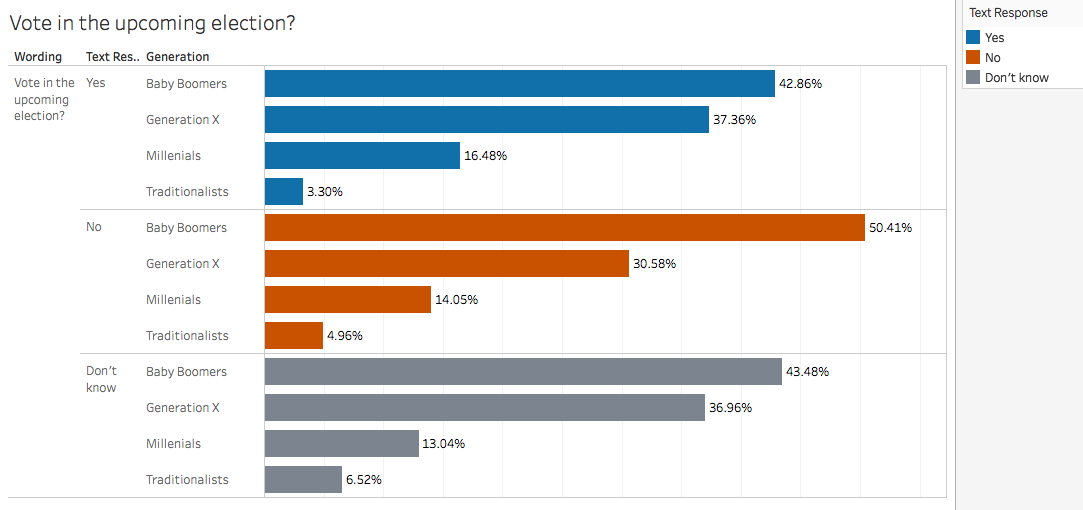 Vote in the upcoming election?
Wording Text Res.. Generation
Vote in the upcoming election? Yes Baby Boomers 42.86%
Generation X 37.36%
Millenials 16.48%
Traditionalists 3.30%
No Baby Boomers 50.41%
Generation X 30.58%
Millenials 14.05%
Traditionalists 4.96%
Don't know Baby Boomers 43.48%
Generation X 36.96%
Millenials 13.04%
Traditionalists 6.52%
Text Response
Yes
No
Don't know